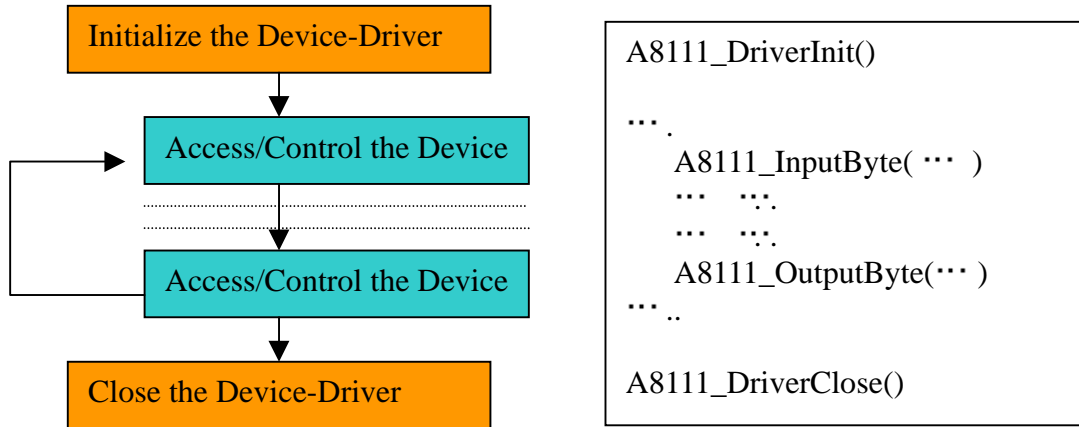 Initialize the Device-Driver
Access/Control the Device
Access/Control the Device
Close the Device-Driver
A8111_DriverInit()
… .
A8111_InputByte( … )
… …..
… …..
A8111_OutputByte(… )
… ..
A8111_DriverClose()